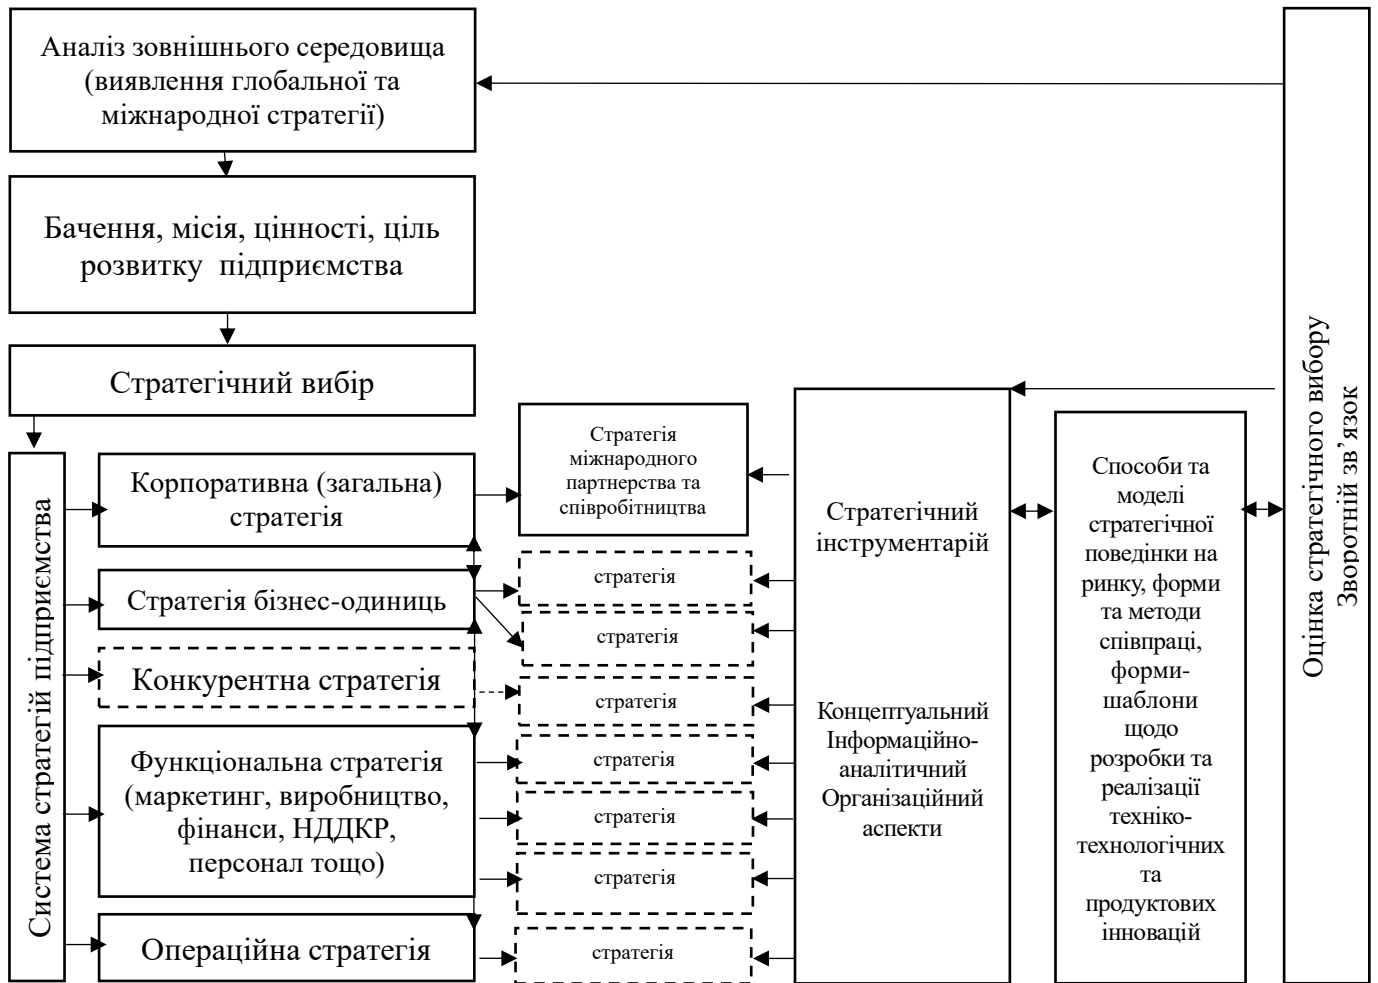 Аналіз зовнішнього середовища
(виявлення глобальної та
міжнародної стратегії)
Бачення, місія, цінності, ціль
розвитку підприємства
Стратегічний вибір
Система стратегій підприємства
Корпоративна (загальна)
стратегія
Стратегія бізнес-одиниць
Конкурентна стратегія
Функціональна стратегія
(маркетинг, виробництво,
фінанси, НДДКР,
персонал тощо)
Операційна стратегія
Стратегія
міжнародного
партнерства та
співробітництва
стратегія
стратегія
стратегія
стратегія
стратегія
стратегія
стратегія
Стратегічний
інструментарій
Концептуальний
Інформаційно-
аналітичний
Організаційний
аспекти
Способи та
моделі
стратегічної
поведінки на
ринку, форми
та методи
співпраці,
форми-
шаблони
щодо
розробки та
реалізації
техніко-
технологічних
та
продуктових
інновацій
Оцінка стратегічного вибору
Зворотній зв’язок